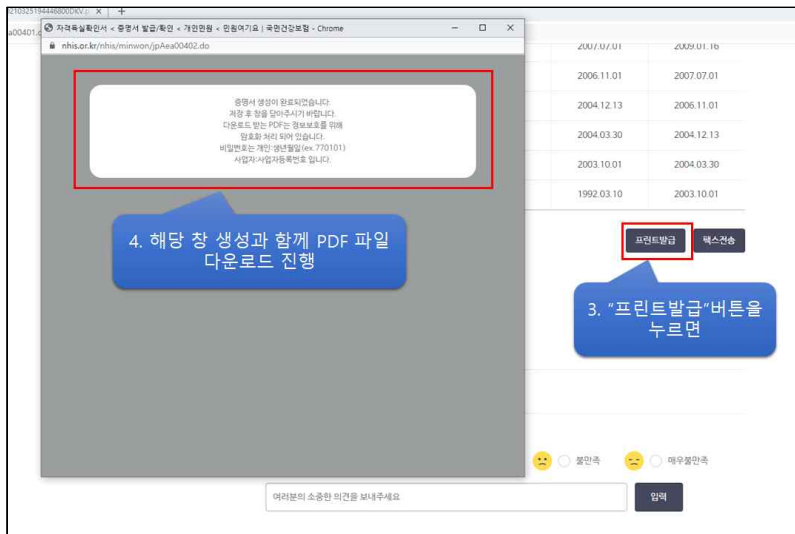 210325194446800DKV.p × +
자격득실확인서 < 증명서 발급/확인 < 개인민원 < 민원여기요 | 국민건강보험 - Chrome
a00401.c
nhis.or.kr/nhis/minwon/jpAea00402.do
2007.07.01 2009.01.16
2006.11.01 2007.07.01
증명서 생성이 완료되었습니다.
저장 후 창을 닫아주시기 바랍니다.
다운로드 받는 PDF는 정보보호를 위해
암호화 처리 되어 있습니다.
비밀번호는 개인:생년월일(ex.770101)
사업자:사업자등록번호 입니다.
2004.12.13 2006.11.01
2004.03.30 2004.12.13
2003.10.01 2004.03.30
1992.03.10 2003.10.01
4. 해당 창 생성과 함께 PDF 파일
다운로드 진행
프린트발급 팩스전송
3. "프린트발급"버튼을
누르면
불만족 매우불만족
여러분의 소중한 의견을 보내주세요 입력